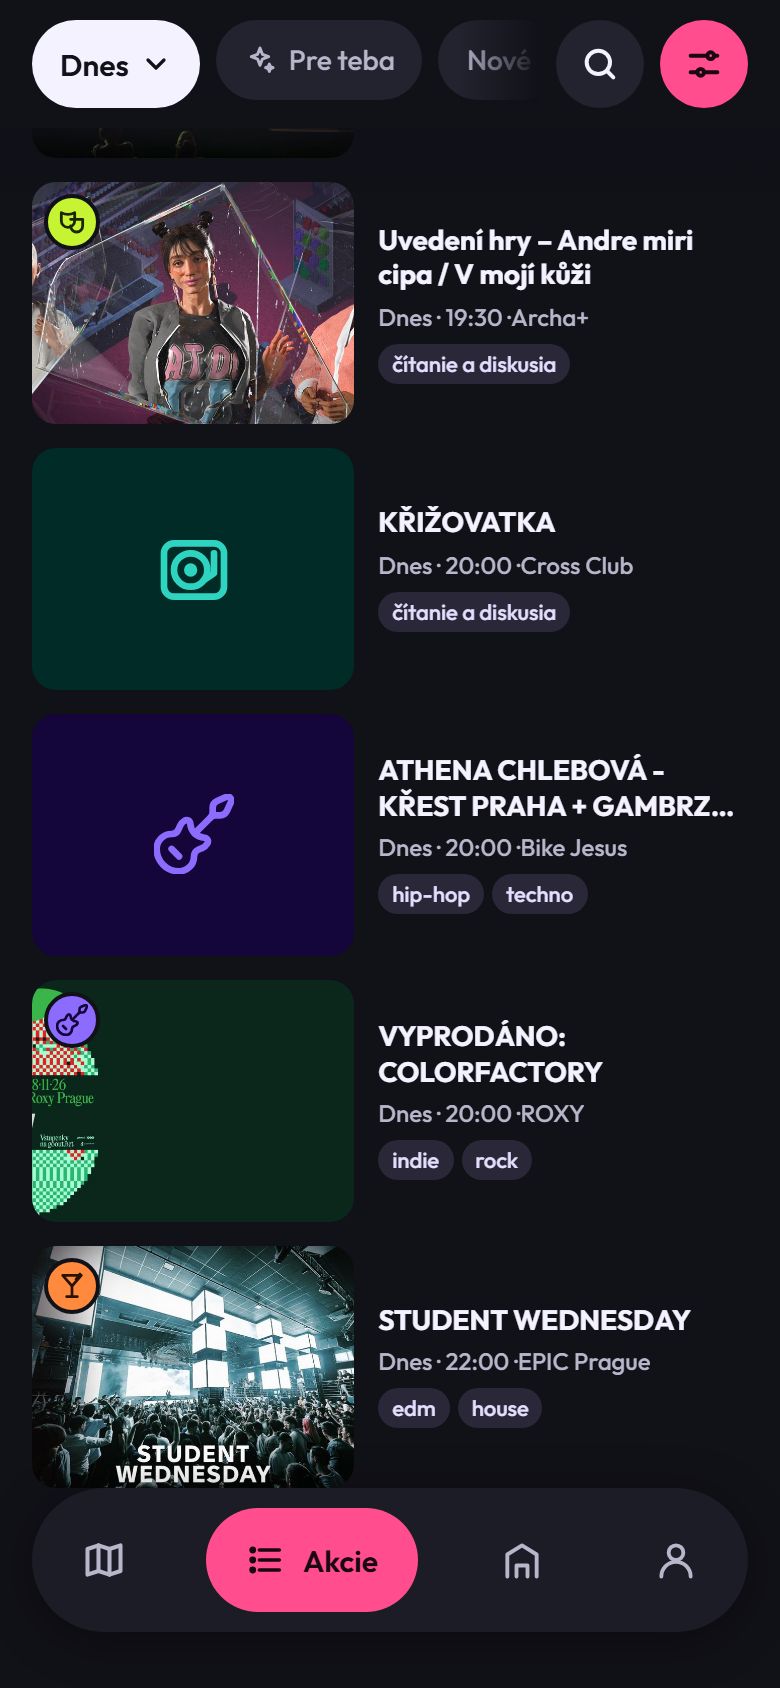 Dnes
Pre teba
Nové
Uvedení hry – Andre miri
cipa / V mojí kůži
Dnes · 19:30 · Archa+
čítanie a diskusia
KŘIŽOVATKA
Dnes · 20:00 · Cross Club
čítanie a diskusia
ATHENA CHLEBOVÁ -
KŘEST PRAHA + GAMBRZ...
Dnes · 20:00 · Bike Jesus
hip-hop techno
8·11·26
Roxy Prague
Vstupenky
VYPRODÁNO:
COLORFACTORY
Dnes · 20:00 · ROXY
indie rock
STUDENT
WEDNESDAY
STUDENT WEDNESDAY
Dnes · 22:00 · EPIC Prague
edm house
Akcie